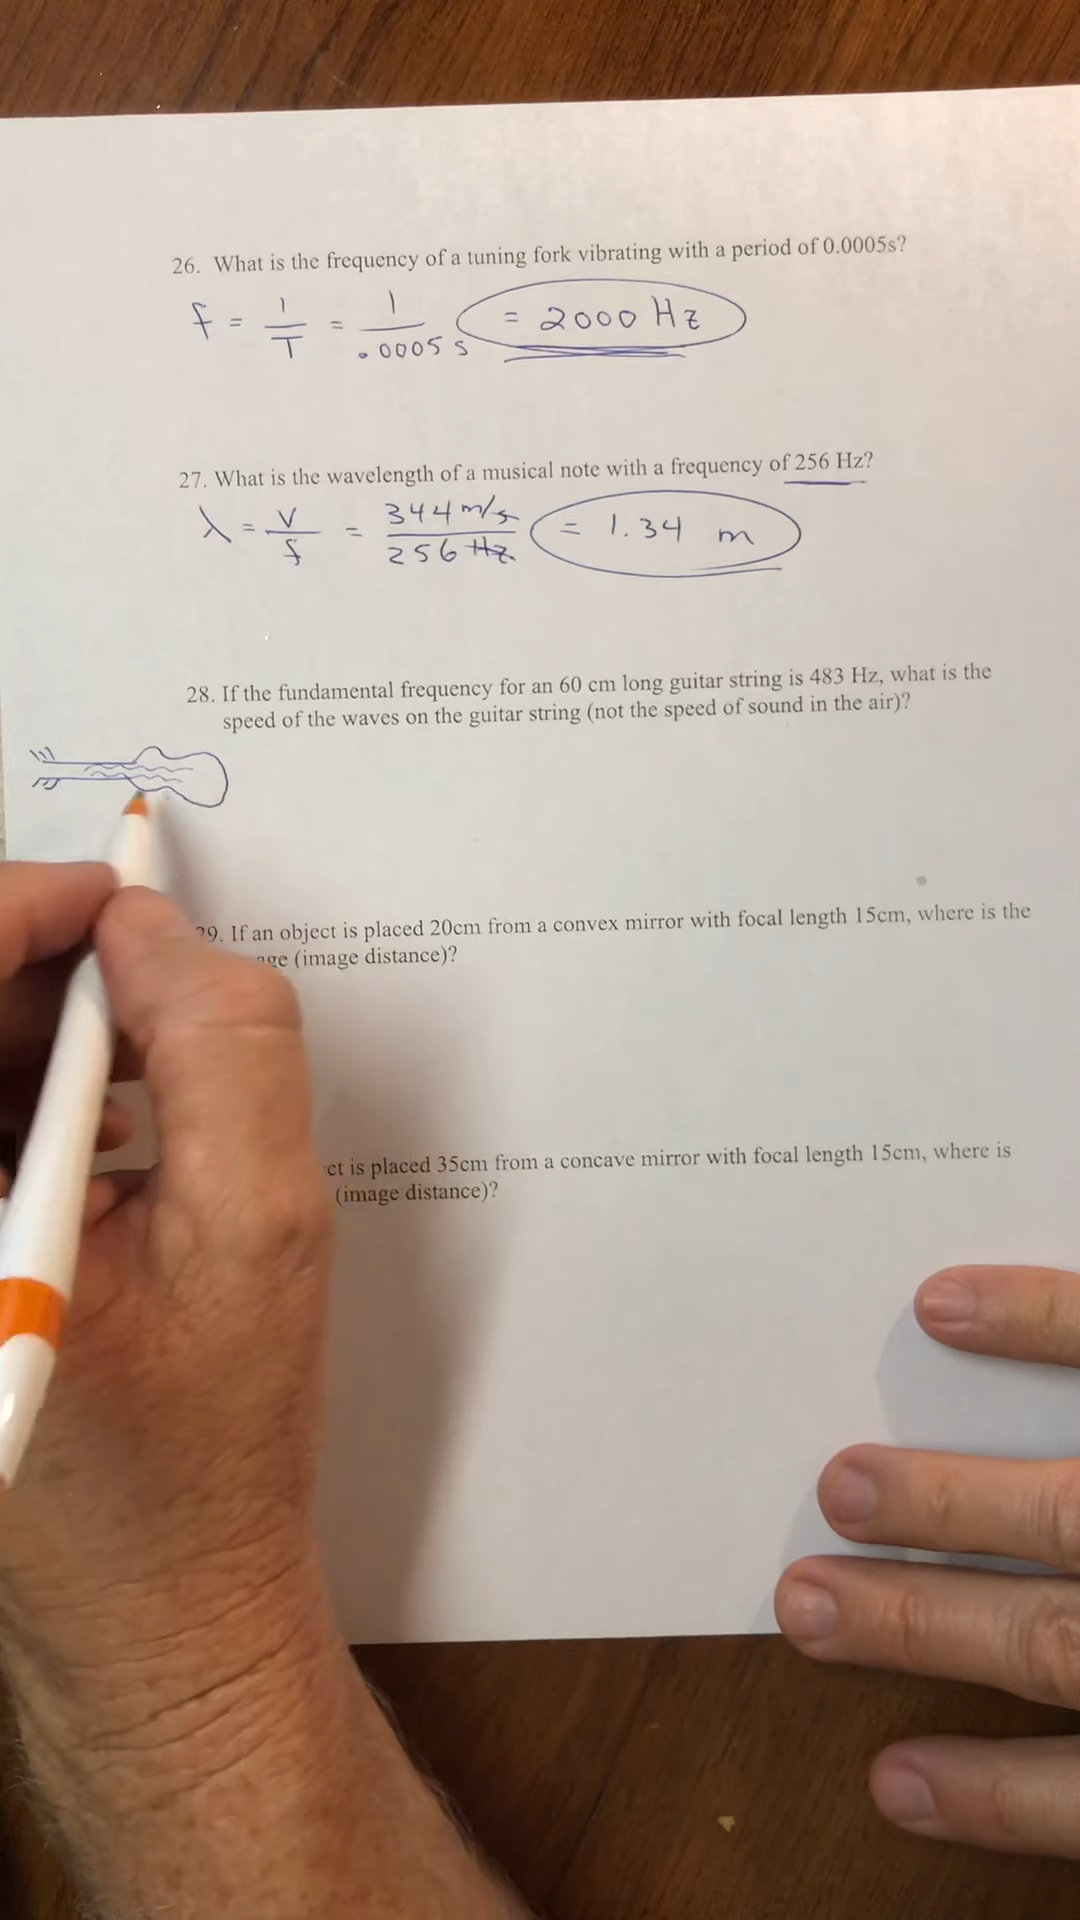 26. What is the frequency of a tuning fork vibrating with a period of 0.0005s?
f = 1/T = 1/.0005 s = 2000 Hz
27. What is the wavelength of a musical note with a frequency of 256 Hz?
λ = v/f = 344 m/s / 256 Hz = 1.34 m
28. If the fundamental frequency for an 60 cm long guitar string is 483 Hz, what is the
speed of the waves on the guitar string (not the speed of sound in the air)?
29. If an object is placed 20cm from a convex mirror with focal length 15cm, where is the
(image distance)?
is placed 35cm from a concave mirror with focal length 15cm, where is
(image distance)?